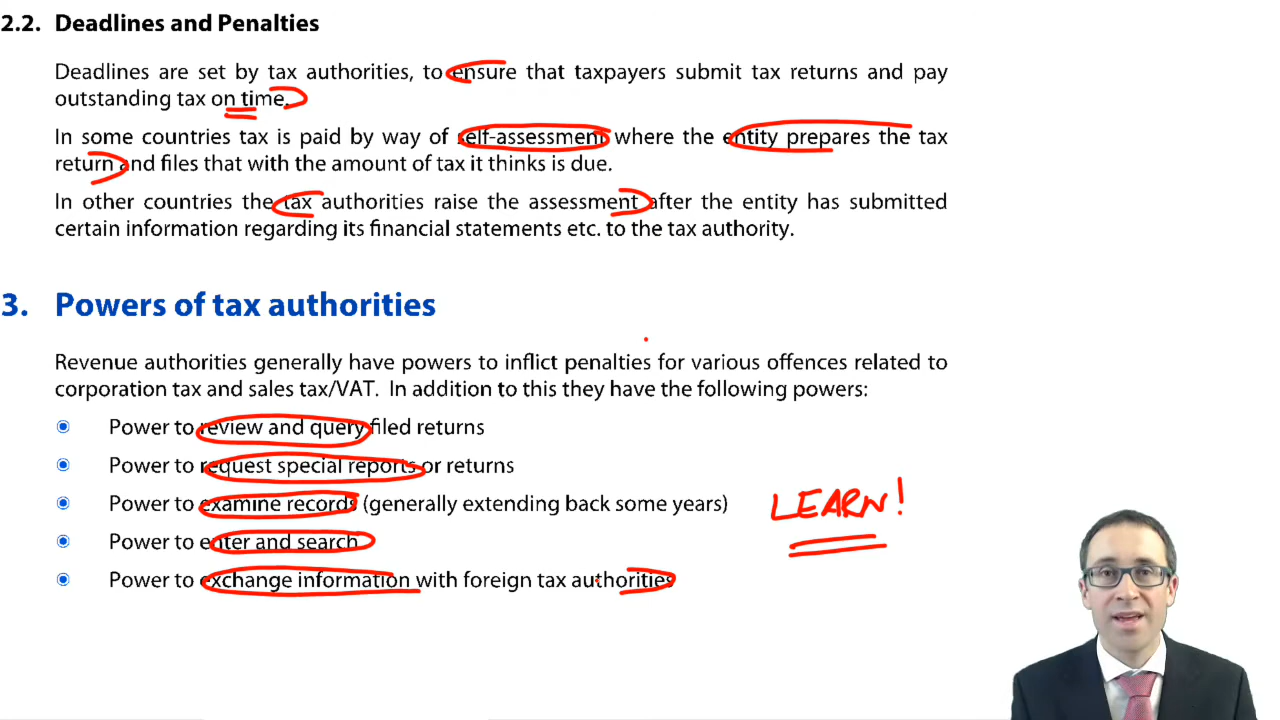 2.2. Deadlines and Penalties
Deadlines are set by tax authorities, to ensure that taxpayers submit tax returns and pay
outstanding tax on time.
In some countries tax is paid by way of self-assessment where the entity prepares the tax
return and files that with the amount of tax it thinks is due.
In other countries the tax authorities raise the assessment after the entity has submitted
certain information regarding its financial statements etc. to the tax authority.
3. Powers of tax authorities
Revenue authorities generally have powers to inflict penalties for various offences related to
corporation tax and sales tax/VAT. In addition to this they have the following powers:
Power to review and query filed returns
Power to request special reports or returns
Power to examine records (generally extending back some years)
LEARN!
Power to enter and search
Power to exchange information with foreign tax authorities